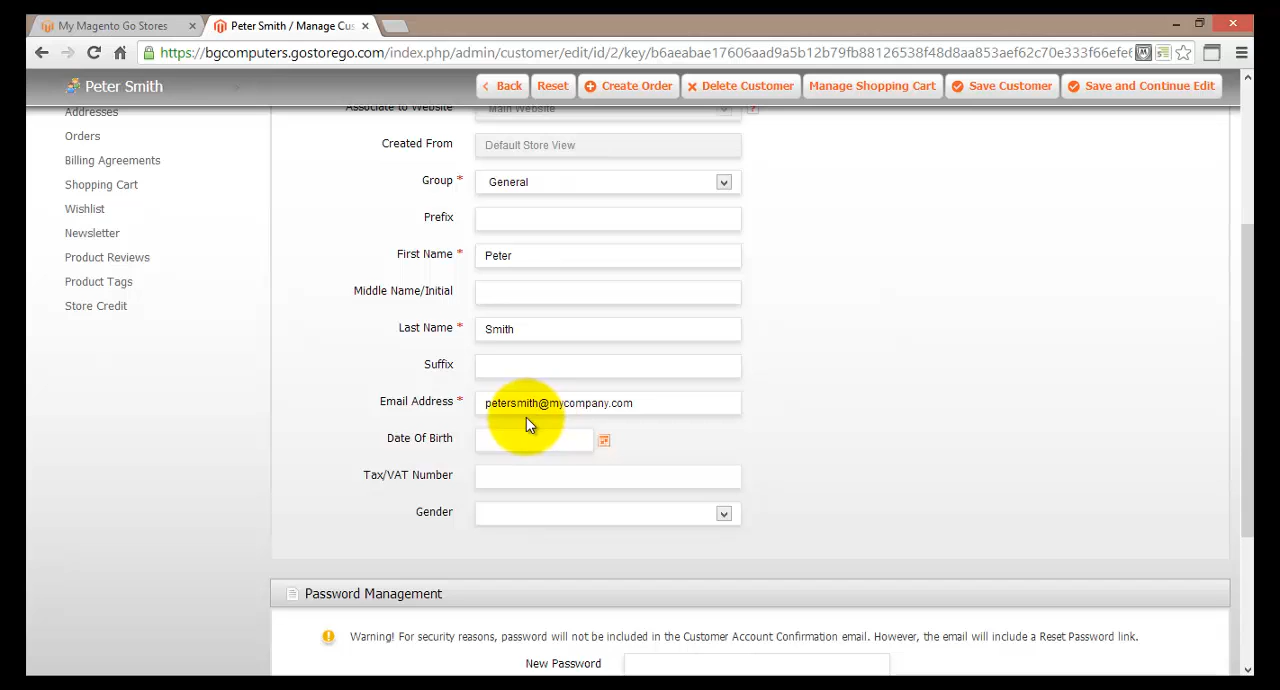 My Magento Go Stores
Peter Smith / Manage Cus
https://bgcomputers.gostorego.com/index.php/admin/customer/edit/id/2/key/b6aeabae17606aad9a5b12b79fb88126538f48d8aa853aef62c70e333f66efe6
Peter Smith
Back Reset Create Order Delete Customer Manage Shopping Cart Save Customer Save and Continue Edit
Addresses
Orders
Billing Agreements
Shopping Cart
Wishlist
Newsletter
Product Reviews
Product Tags
Store Credit
Associate to Website Main Website
Created From Default Store View
Group * General
Prefix
First Name * Peter
Middle Name/Initial
Last Name * Smith
Suffix
Email Address * petersmith@mycompany.com
Date Of Birth
Tax/VAT Number
Gender
Password Management
Warning! For security reasons, password will not be included in the Customer Account Confirmation email. However, the email will include a Reset Password link.
New Password